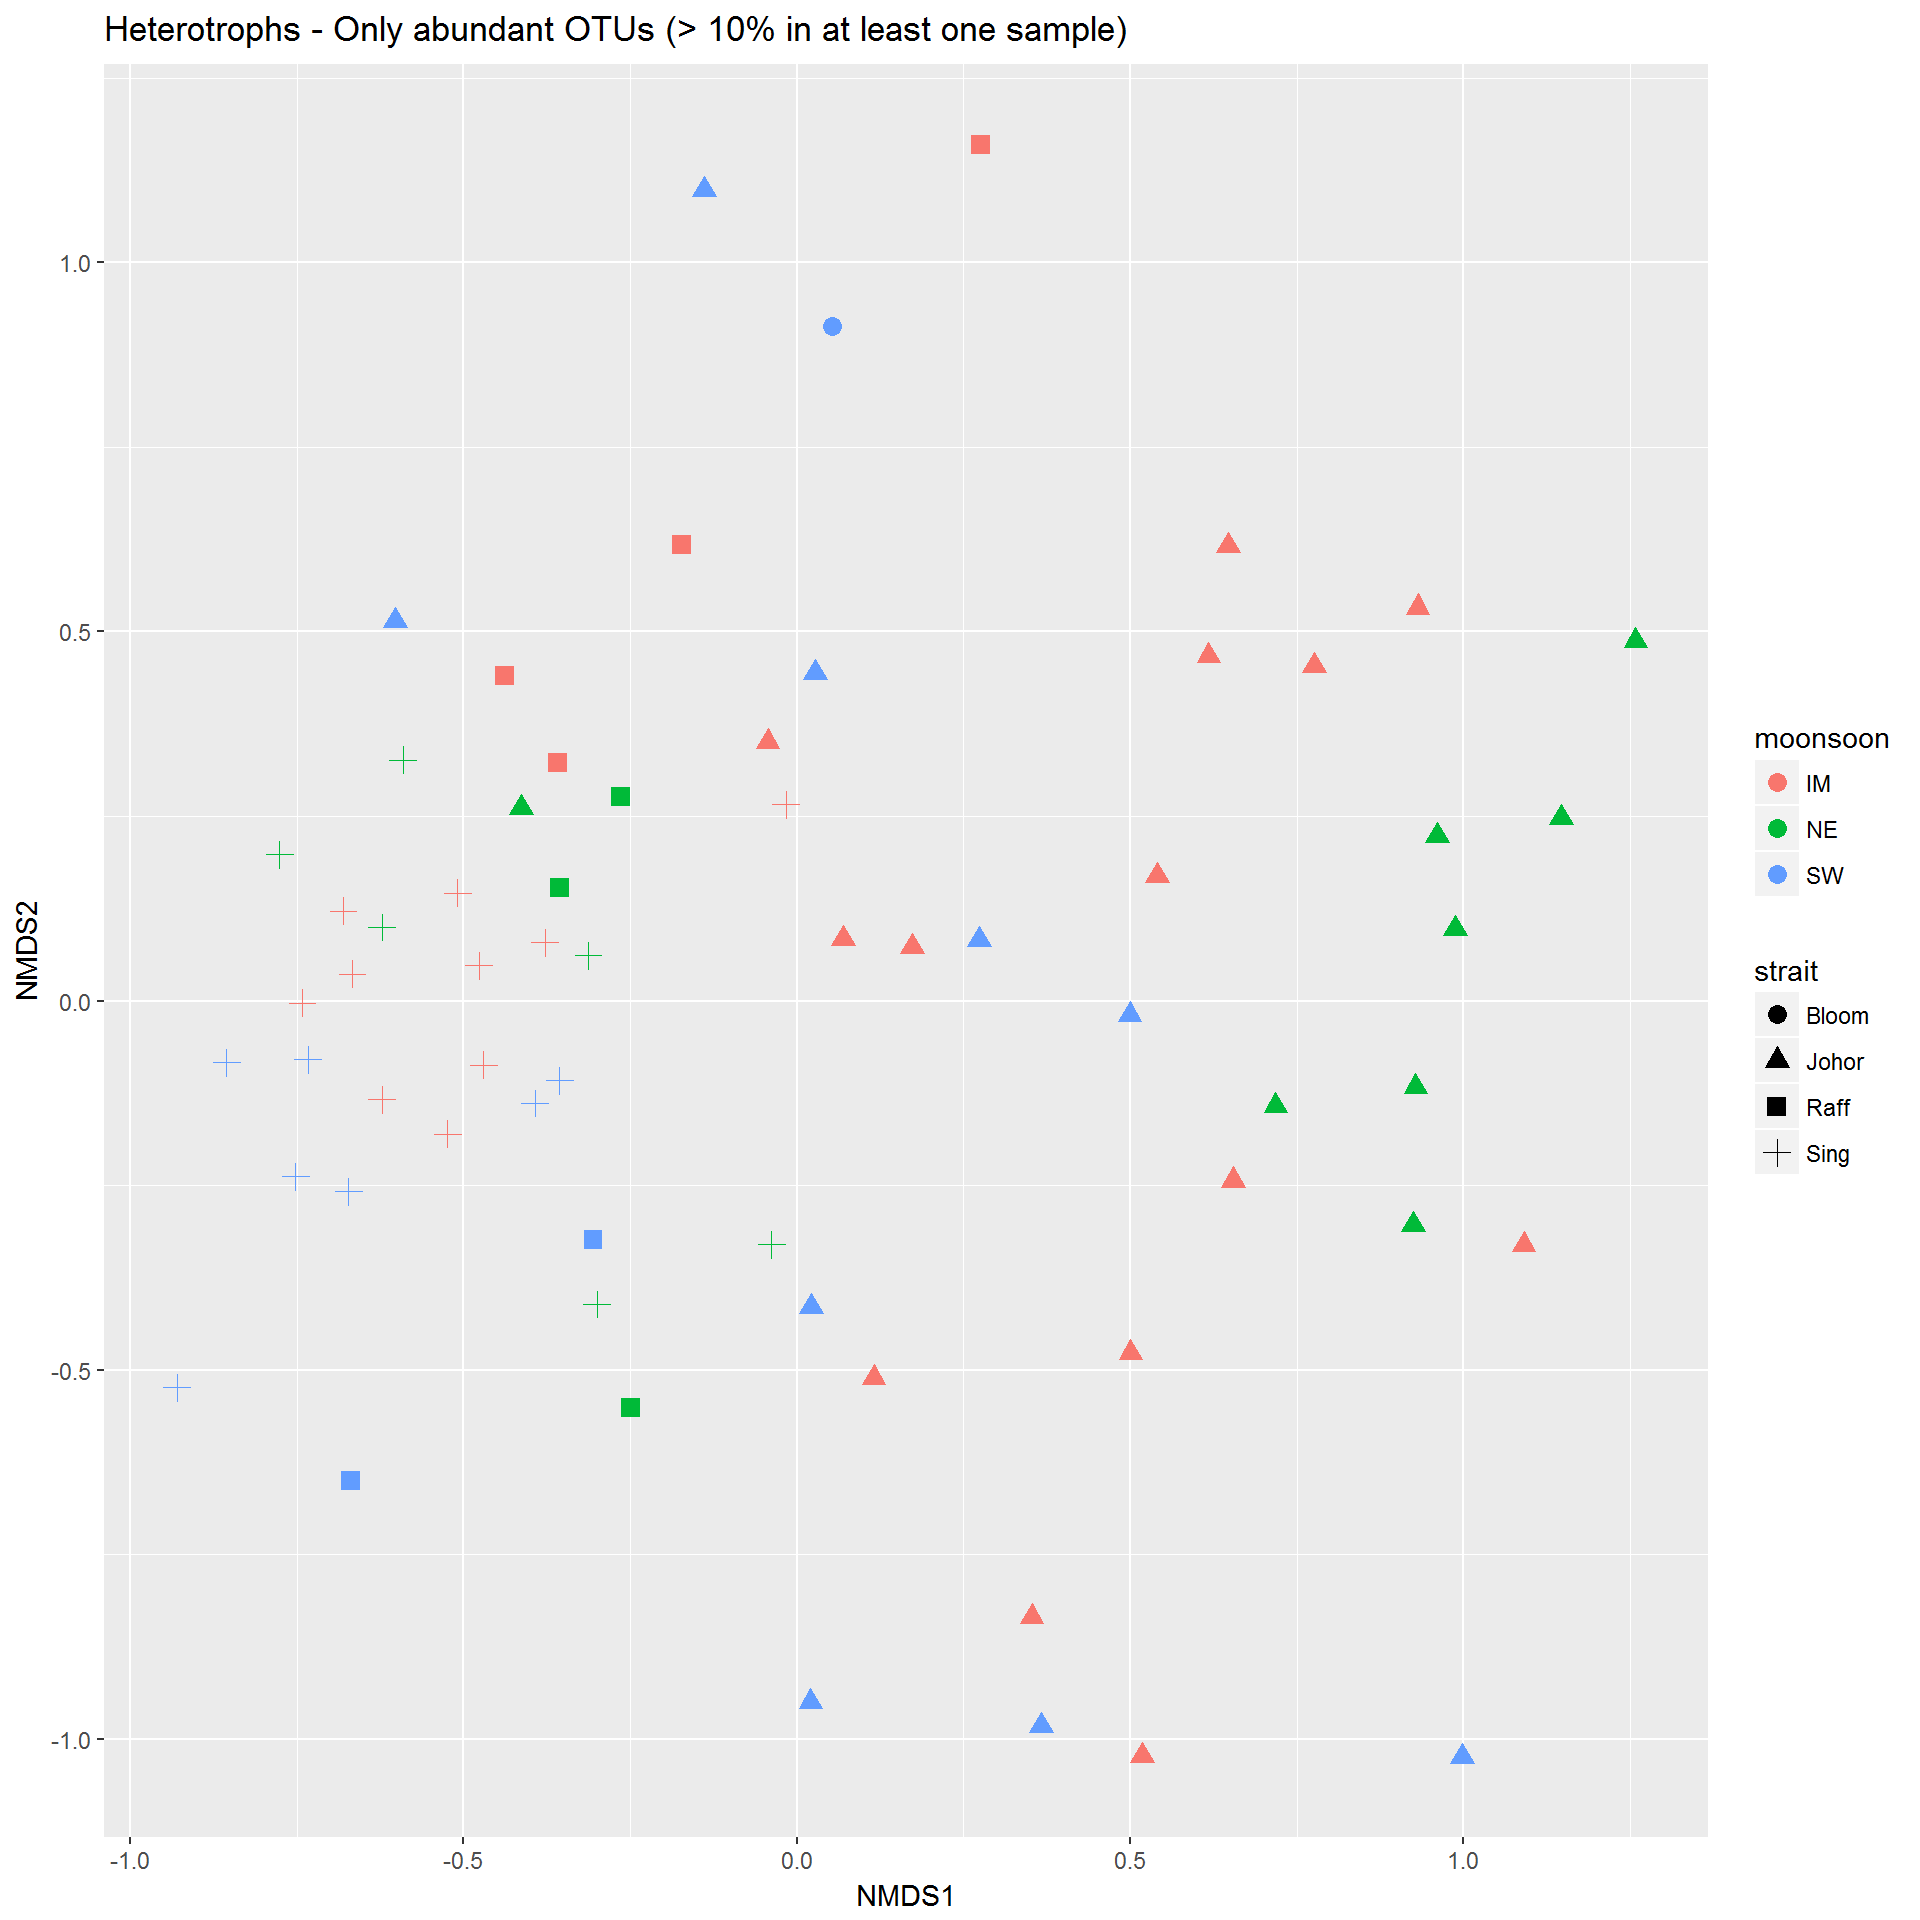 Heterotrophs - Only abundant OTUs (> 10% in at least one sample)
1.0
0.5
0.0
-0.5
-1.0
NMDS2
-1.0
-0.5
0.0
0.5
1.0
NMDS1
moonsoon
IM
NE
SW
strait
Bloom
Johor
Raff
Sing